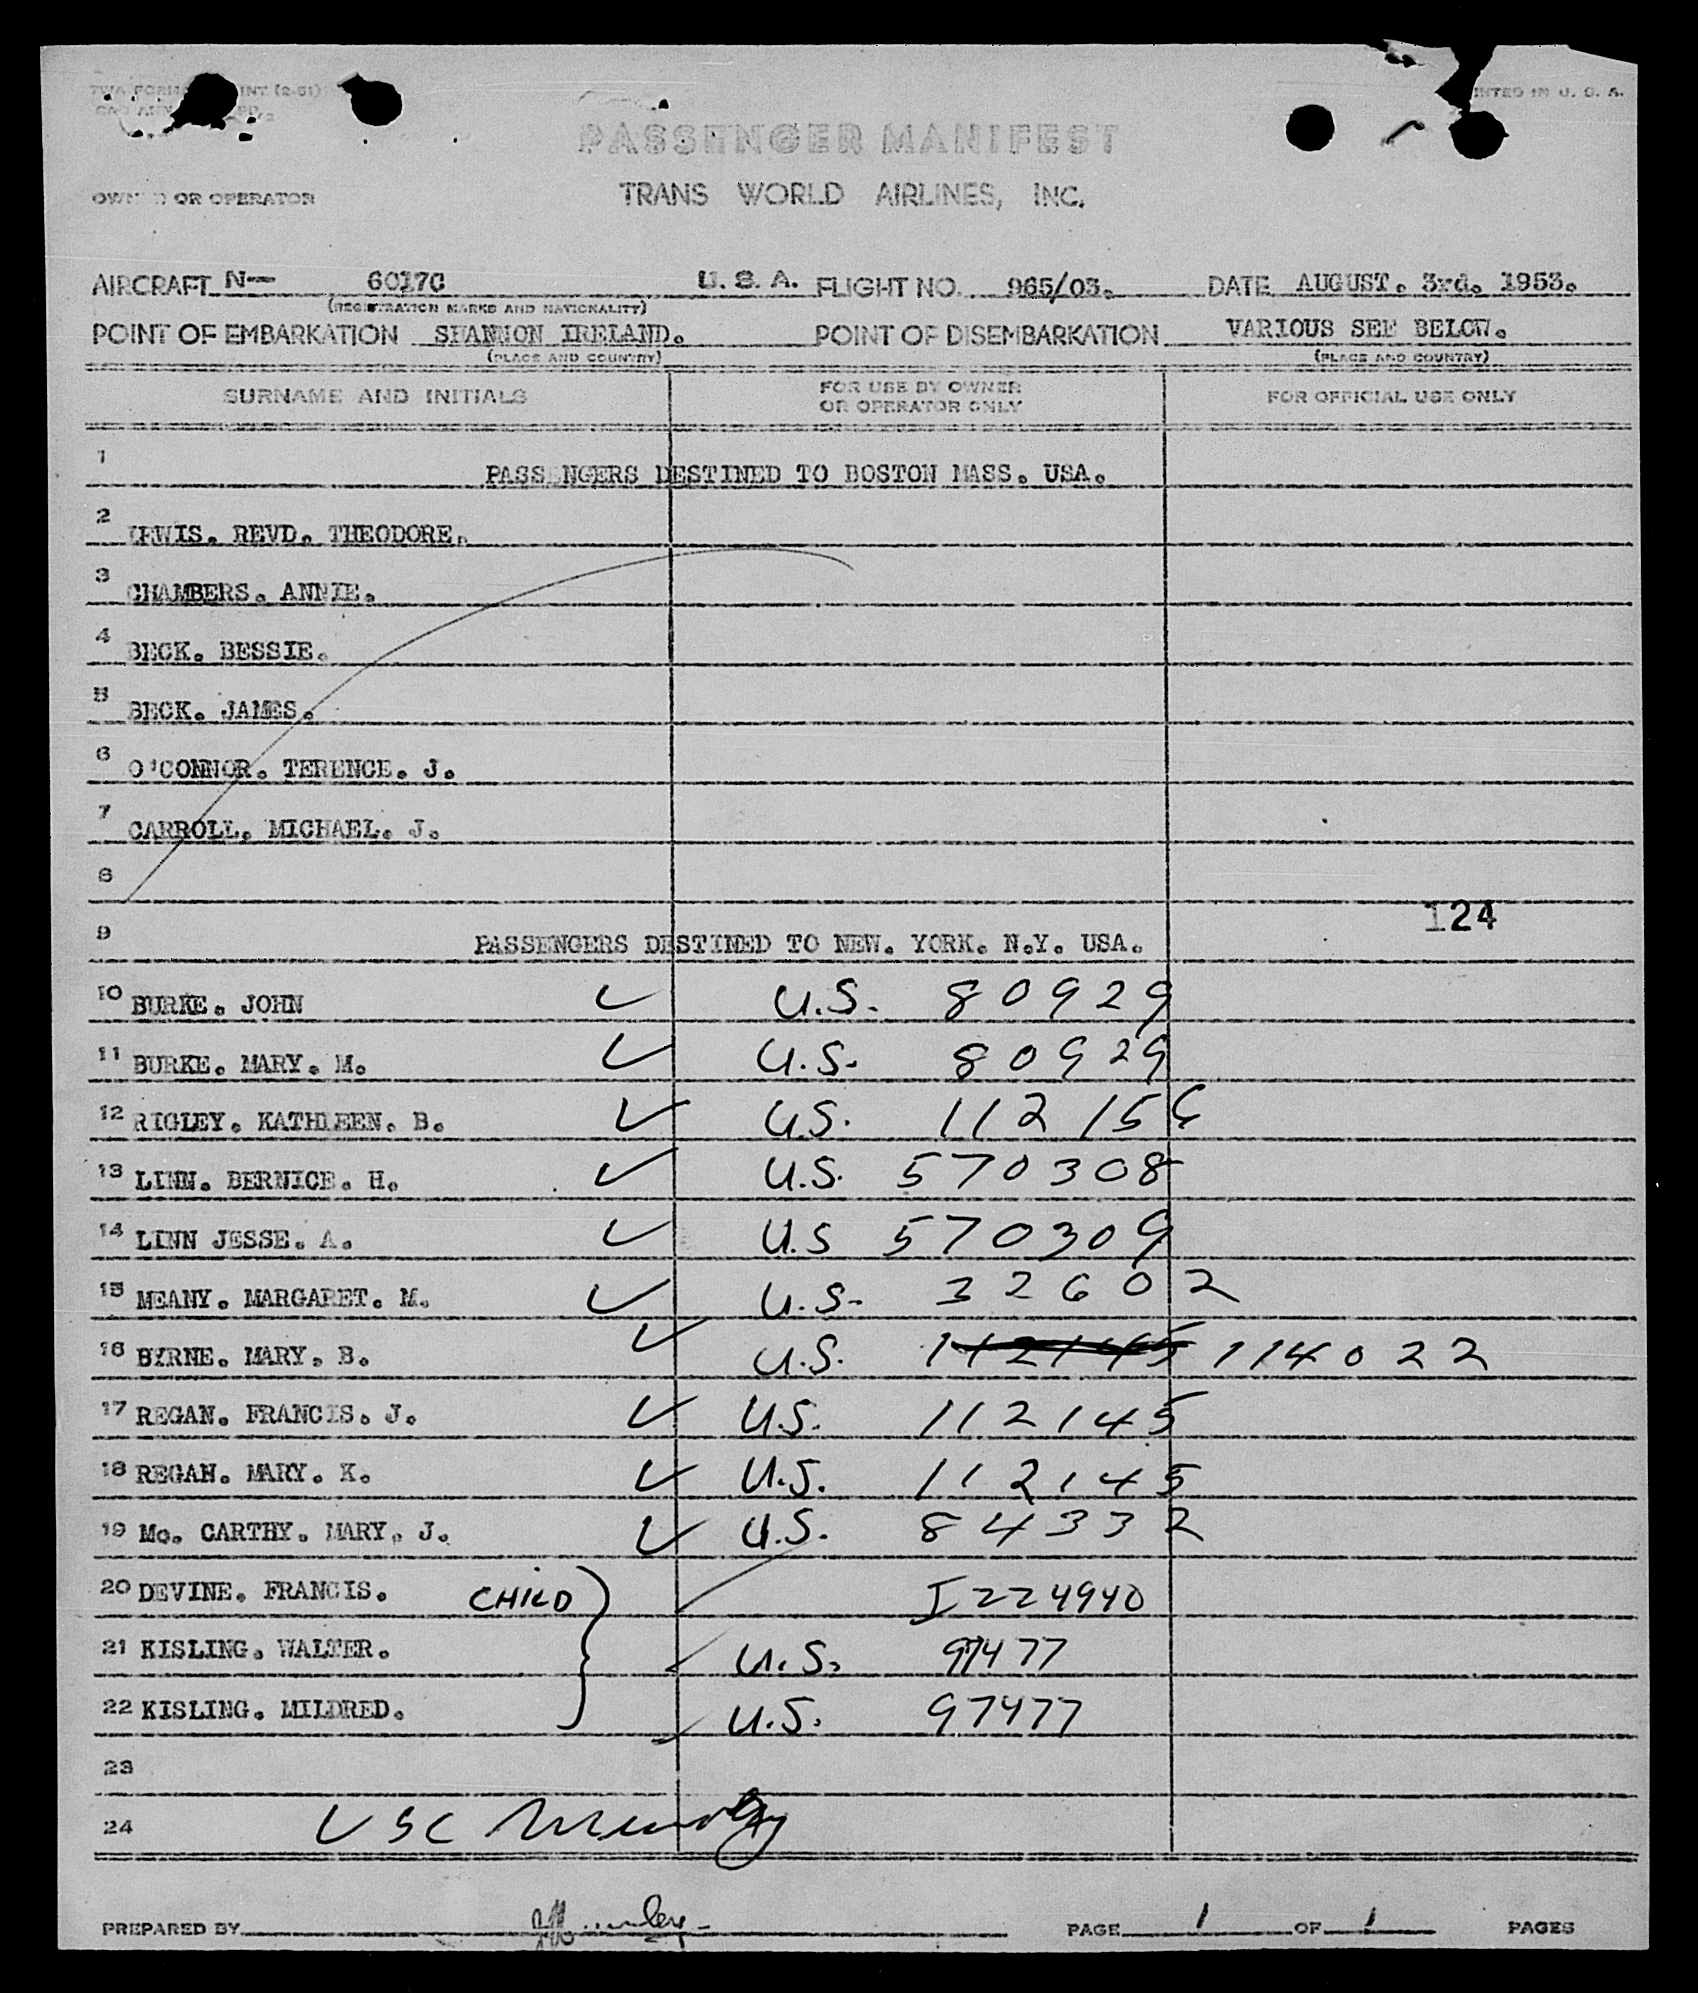 PRINTED IN U. S. A.
PASSENGER MANIFEST
OWNED OR OPERATOR
TRANS WORLD AIRLINES, INC.
AIRCRAFT N-- 6017C U. S. A. FLIGHT NO. 965/03. DATE AUGUST. 3rd. 1953.
(REGISTRATION MARKS AND NATIONALITY)
POINT OF EMBARKATION SHANNON IRELAND. POINT OF DISEMBARKATION VARIOUS SEE BELOW.
(PLACE AND COUNTRY) (PLACE AND COUNTRY)
SURNAME AND INITIALS FOR USE BY OWNER OR OPERATOR ONLY FOR OFFICIAL USE ONLY
1 PASSENGERS DESTINED TO BOSTON MASS. USA.
2 LEWIS. REVD. THEODORE.
3 CHAMBERS. ANNIE.
4 BECK. BESSIE.
5 BECK. JAMES.
6 O'CONNOR. TERENCE. J.
7 CARROLL. MICHAEL. J.
8
124
9 PASSENGERS DESTINED TO NEW. YORK. N.Y. USA.
10 BURKE. JOHN ✓ U.S. 80929
11 BURKE. MARY. M. ✓ U.S. 80929
12 RIGLEY. KATHLEEN. B. ✓ U.S. 112156
13 LINN. BERNICE. H. ✓ U.S. 570308
14 LINN JESSE. A. ✓ U.S 570309
15 MEANY. MARGARET. M. ✓ U.S. 32602
16 BYRNE. MARY. B. ✓ U.S. 112145 114022
17 REGAN. FRANCIS. J. ✓ U.S. 112145
18 REGAN. MARY. K. ✓ U.S. 112145
19 Mc. CARTHY. MARY. J. ✓ U.S. 84332
20 DEVINE. FRANCIS. CHILD I 224940
21 KISLING. WALTER. U.S. 97477
22 KISLING. MILDRED. U.S. 97477
23
24 USC
PREPARED BY PAGE 1 OF 1 PAGES